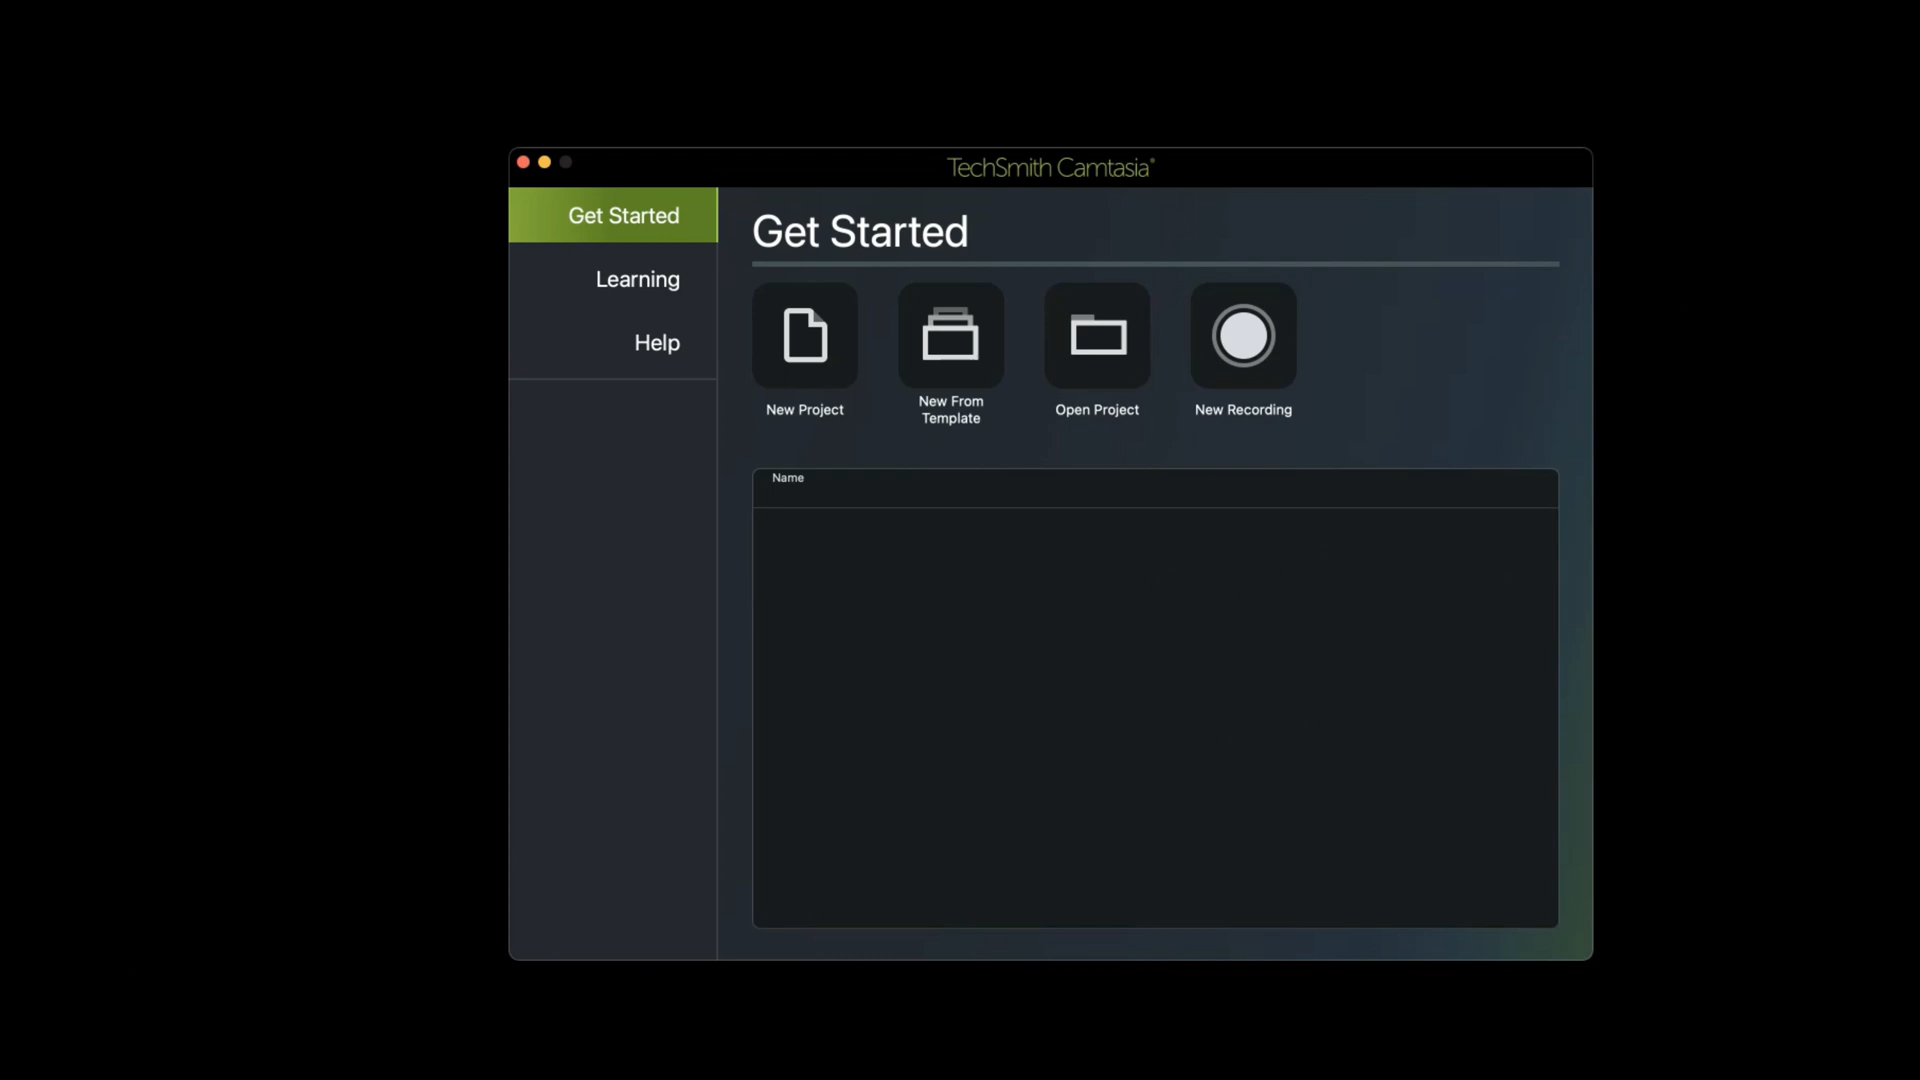 TechSmith Camtasia®
Get Started
Learning
Help
Get Started
New Project
New From
Template
Open Project
New Recording
Name